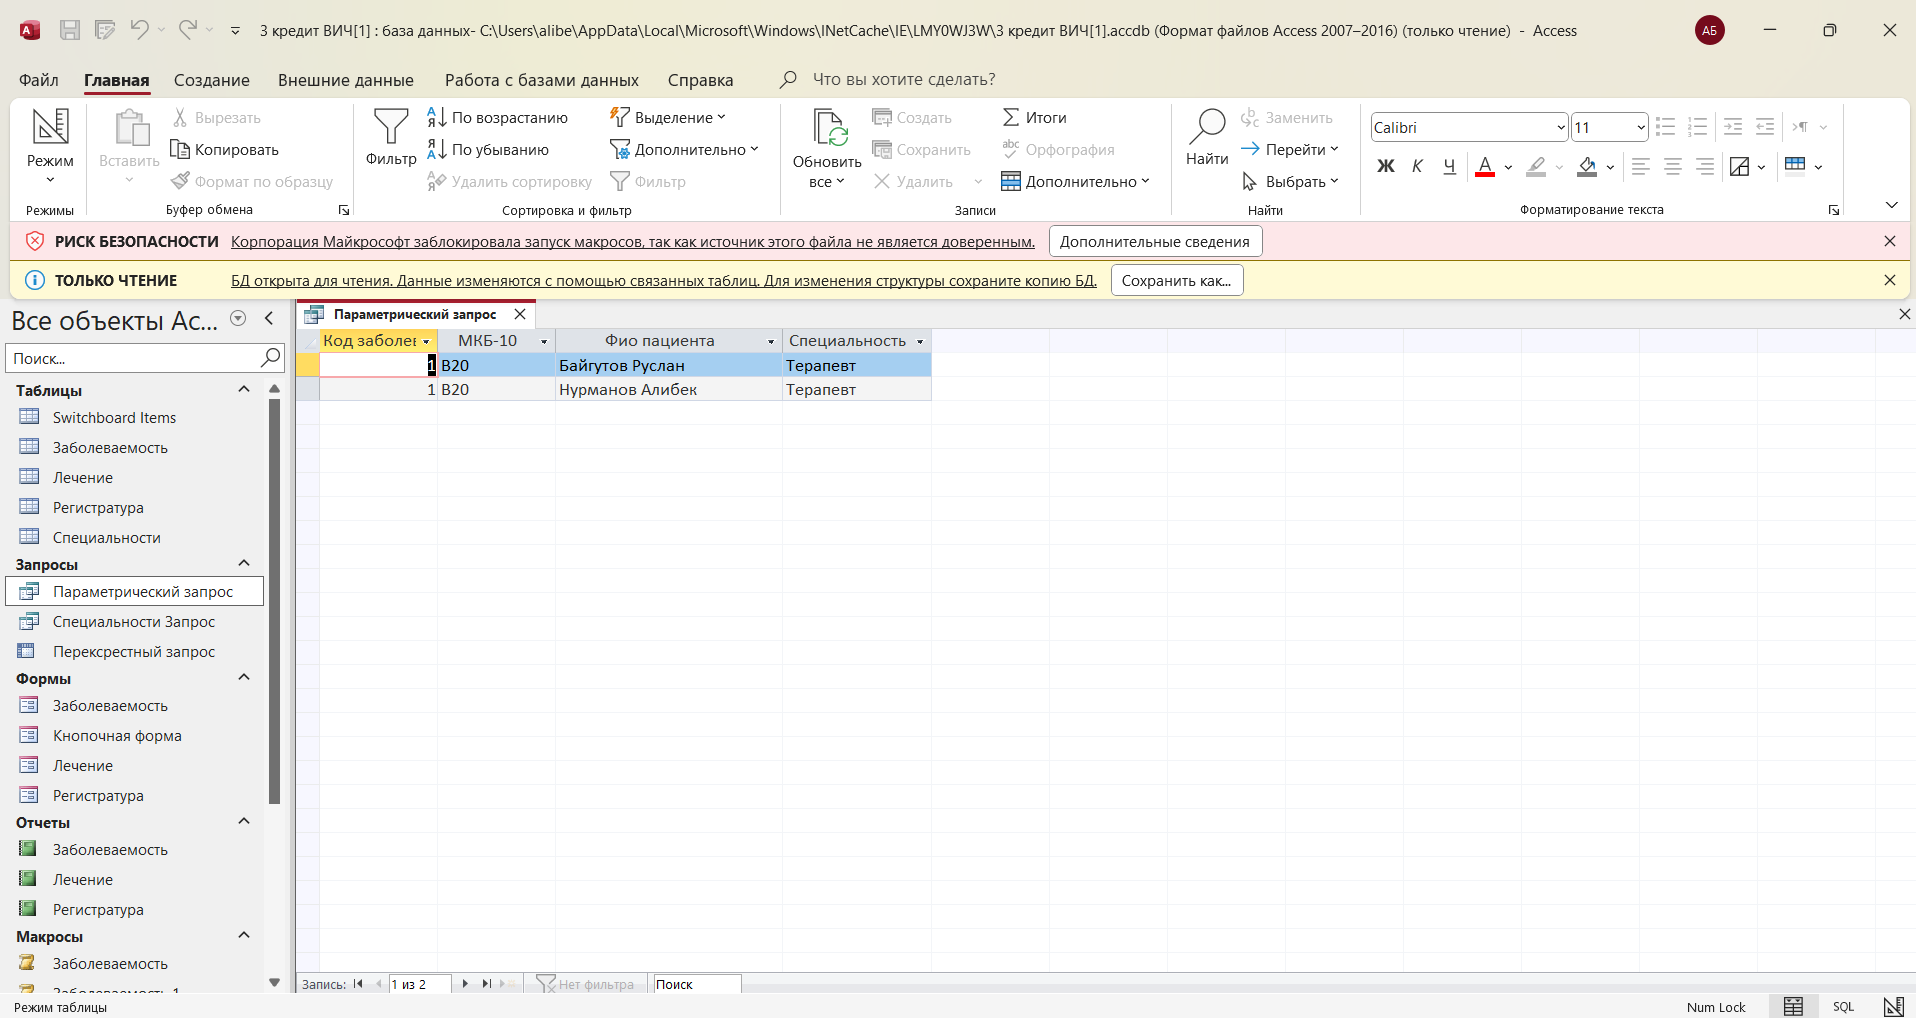 3 кредит ВИЧ[1] : база данных- C:\Users\alibe\AppData\Local\Microsoft\Windows\INetCache\IE\LMY0WJ3W\3 кредит ВИЧ[1].accdb (Формат файлов Access 2007–2016) (только чтение) - Access
АБ
Файл Главная Создание Внешние данные Работа с базами данных Справка Что вы хотите сделать?
Режим
Режимы
Вставить
Вырезать
Копировать
Формат по образцу
Буфер обмена
Фильтр
По возрастанию
По убыванию
Удалить сортировку
Выделение
Дополнительно
Фильтр
Сортировка и фильтр
Обновить
все
Создать
Сохранить
Удалить
Итоги
Орфография
Дополнительно
Записи
Найти
Заменить
Перейти
Выбрать
Найти
Calibri 11
Ж К Ч
Форматирование текста
РИСК БЕЗОПАСНОСТИ Корпорация Майкрософт заблокировала запуск макросов, так как источник этого файла не является доверенным. Дополнительные сведения
ТОЛЬКО ЧТЕНИЕ БД открыта для чтения. Данные изменяются с помощью связанных таблиц. Для изменения структуры сохраните копию БД. Сохранить как...
Все объекты Ac...
Поиск...
Таблицы
Switchboard Items
Заболеваемость
Лечение
Регистратура
Специальности
Запросы
Параметрический запрос
Специальности Запрос
Перексрестный запрос
Формы
Заболеваемость
Кнопочная форма
Лечение
Регистратура
Отчеты
Заболеваемость
Лечение
Регистратура
Макросы
Заболеваемость
Заболеваемость 1
Параметрический запрос
Код заболев МКБ-10 Фио пациента Специальность
1 B20 Байгутов Руслан Терапевт
1 B20 Нурманов Алибек Терапевт
Запись: 1 из 2 Нет фильтра Поиск
Режим таблицы Num Lock SQL